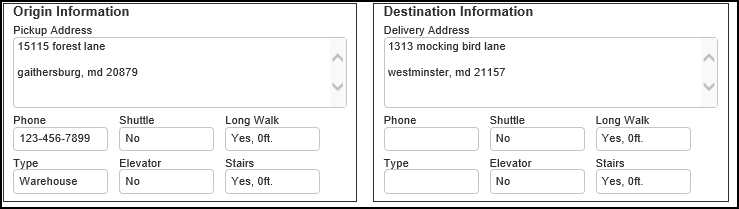 Origin Information
Pickup Address
15115 forest lane
gaithersburg, md 20879
Phone Shuttle Long Walk
123-456-7899 No Yes, 0ft.
Type Elevator Stairs
Warehouse No Yes, 0ft.
Destination Information
Delivery Address
1313 mocking bird lane
westminster, md 21157
Phone Shuttle Long Walk
No Yes, 0ft.
Type Elevator Stairs
No Yes, 0ft.